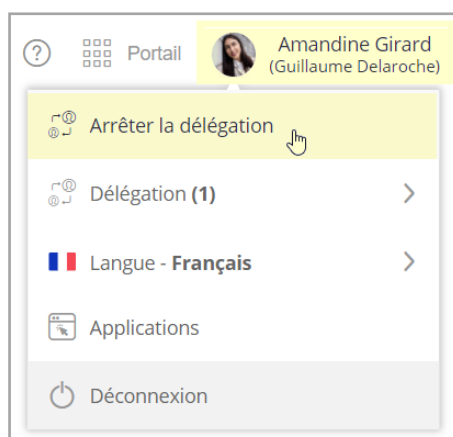 Portail
Amandine Girard
(Guillaume Delaroche)
Arrêter la délégation
Délégation (1)
Langue - Français
Applications
Déconnexion